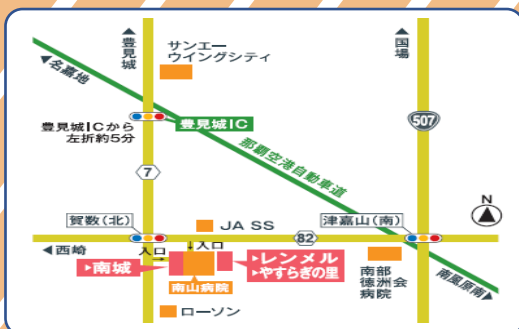 ▲豊見城
サンエー
ウイングシティ
▲国場
◀名嘉地
豊見城ICから
左折約5分
豊見城IC
507
那覇空港自動車道
7
N
賀数(北)
JA SS
82
津嘉山(南)
◀西崎
入口
↓入口
▶南城
南山病院
▶レンメル
▶やすらぎの里
南部
徳洲会
病院
南風原南▶
ローソン